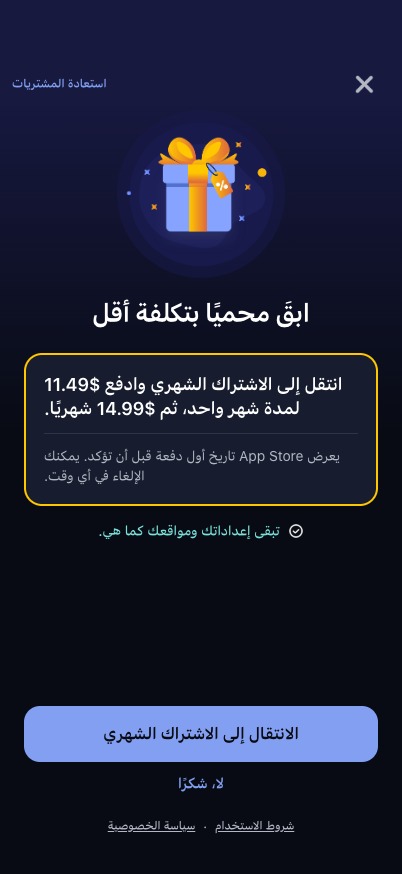 استعادة المشتريات
%
ابقَ محميًا بتكلفة أقل
انتقل إلى الاشتراك الشهري وادفع 11.49$
لمدة شهر واحد، ثم 14.99$ شهريًا.
يعرض App Store تاريخ أول دفعة قبل أن تؤكد. يمكنك
الإلغاء في أي وقت.
تبقى إعداداتك ومواقعك كما هي.
الانتقال إلى الاشتراك الشهري
لا، شكرًا
شروط الاستخدام · سياسة الخصوصية